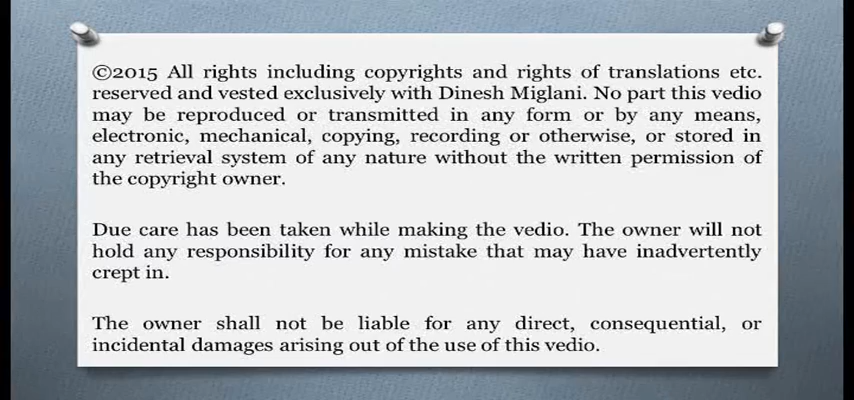 ©2015 All rights including copyrights and rights of translations etc.
reserved and vested exclusively with Dinesh Miglani. No part this vedio
may be reproduced or transmitted in any form or by any means,
electronic, mechanical, copying, recording or otherwise, or stored in
any retrieval system of any nature without the written permission of
the copyright owner.
Due care has been taken while making the vedio. The owner will not
hold any responsibility for any mistake that may have inadvertently
crept in.
The owner shall not be liable for any direct, consequential, or
incidental damages arising out of the use of this vedio.